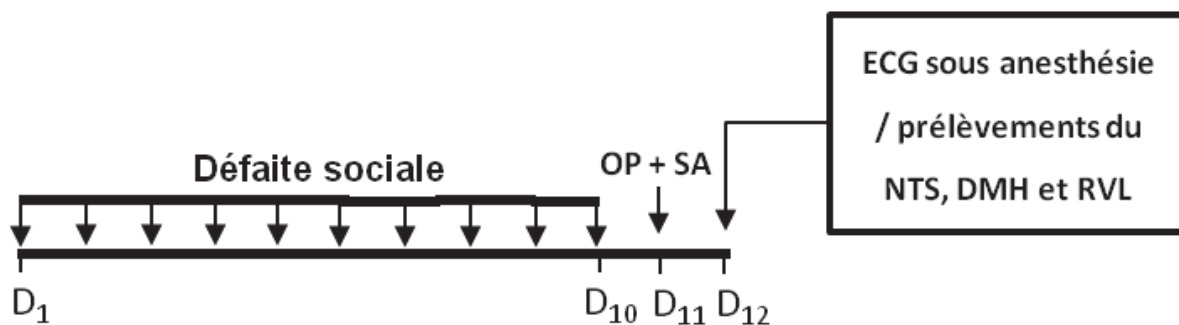 ECG sous anesthésie
/ prélèvements du
NTS, DMH et RVL
Défaite sociale
OP + SA
D1
D10
D11
D12